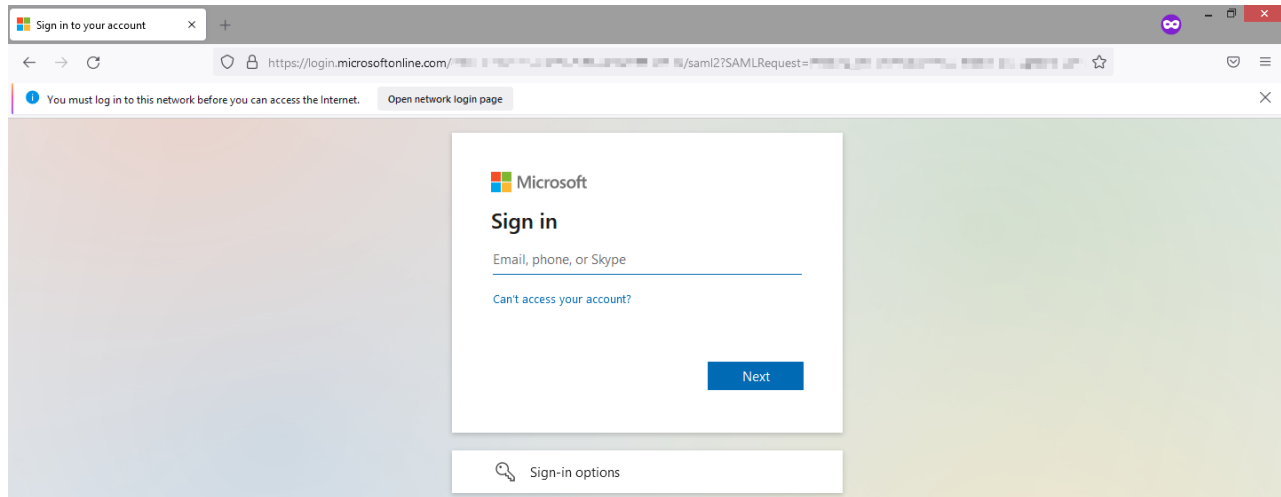 Sign in to your account
https://login.microsoftonline.com/ /saml2?SAMLRequest=
You must log in to this network before you can access the Internet. Open network login page
Microsoft
Sign in
Email, phone, or Skype
Can't access your account?
Next
Sign-in options